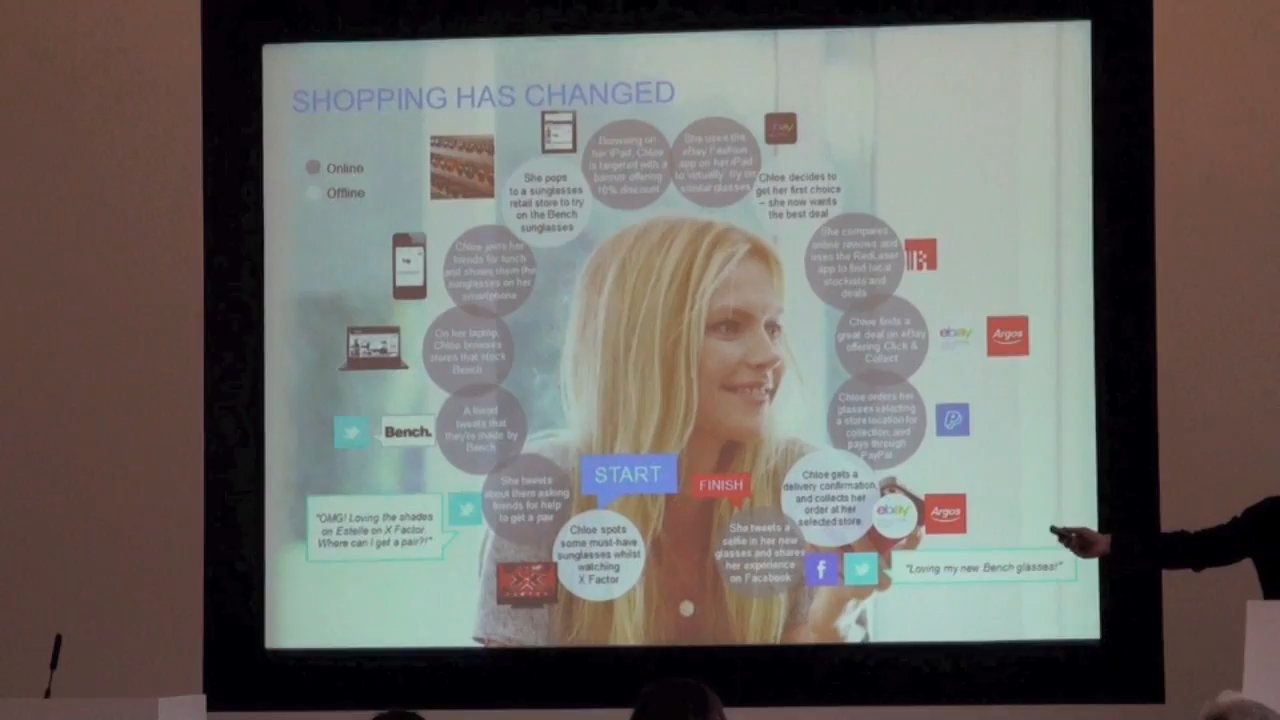 SHOPPING HAS CHANGED
Online
Offline
START
Chloe spots
some must-have
sunglasses whilst
watching
X Factor
She tweets
about them asking
friends for help
to get a pair
"OMG! Loving the shades
on Estelle on X Factor.
Where can I get a pair?!"
A friend
tweets that
they're made by
Bench
Bench.
On her laptop,
Chloe browses
stores that stock
Bench
Chloe joins her
friends for lunch
and shows them the
sunglasses on her
smartphone
She pops
to a sunglasses
retail store to try
on the Bench
sunglasses
Browsing on
her iPad, Chloe
is targeted with a
banner offering
10% discount
She uses the
eBay Fashion
app on her iPad
to 'virtually' try on
similar glasses
ebay
Chloe decides to
get her first choice
– she now wants
the best deal
She compares
online reviews and
uses the RedLaser
app to find local
stockists and
deals
Chloe finds a
great deal on eBay
offering Click &
Collect
ebay
Argos
Chloe orders her
glasses selecting
a store location for
collection, and
pays through
PayPal
Chloe gets a
delivery confirmation,
and collects her
order at her
selected store.
ebay
Argos
FINISH
She tweets a
selfie in her new
glasses and shares
her experience
on Facebook
"Loving my new Bench glasses!"